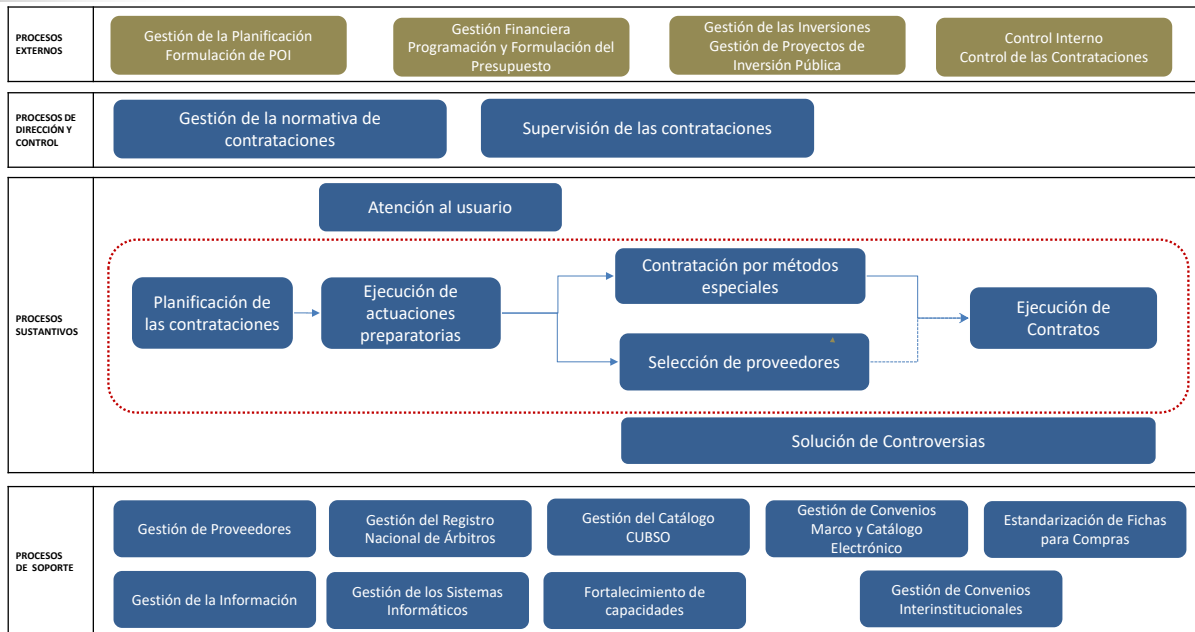 PROCESOS
EXTERNOS
Gestión de la Planificación
Formulación de POI
Gestión Financiera
Programación y Formulación del
Presupuesto
Gestión de las Inversiones
Gestión de Proyectos de
Inversión Pública
Control Interno
Control de las Contrataciones
PROCESOS DE
DIRECCIÓN Y
CONTROL
Gestión de la normativa de
contrataciones
Supervisión de las contrataciones
PROCESOS
SUSTANTIVOS
Atención al usuario
Planificación de
las contrataciones
Ejecución de
actuaciones
preparatorias
Contratación por métodos
especiales
Selección de proveedores
Ejecución de
Contratos
Solución de Controversias
PROCESOS
DE SOPORTE
Gestión de Proveedores
Gestión del Registro
Nacional de Árbitros
Gestión del Catálogo
CUBSO
Gestión de Convenios
Marco y Catálogo
Electrónico
Estandarización de Fichas
para Compras
Gestión de la Información
Gestión de los Sistemas
Informáticos
Fortalecimiento de
capacidades
Gestión de Convenios
Interinstitucionales